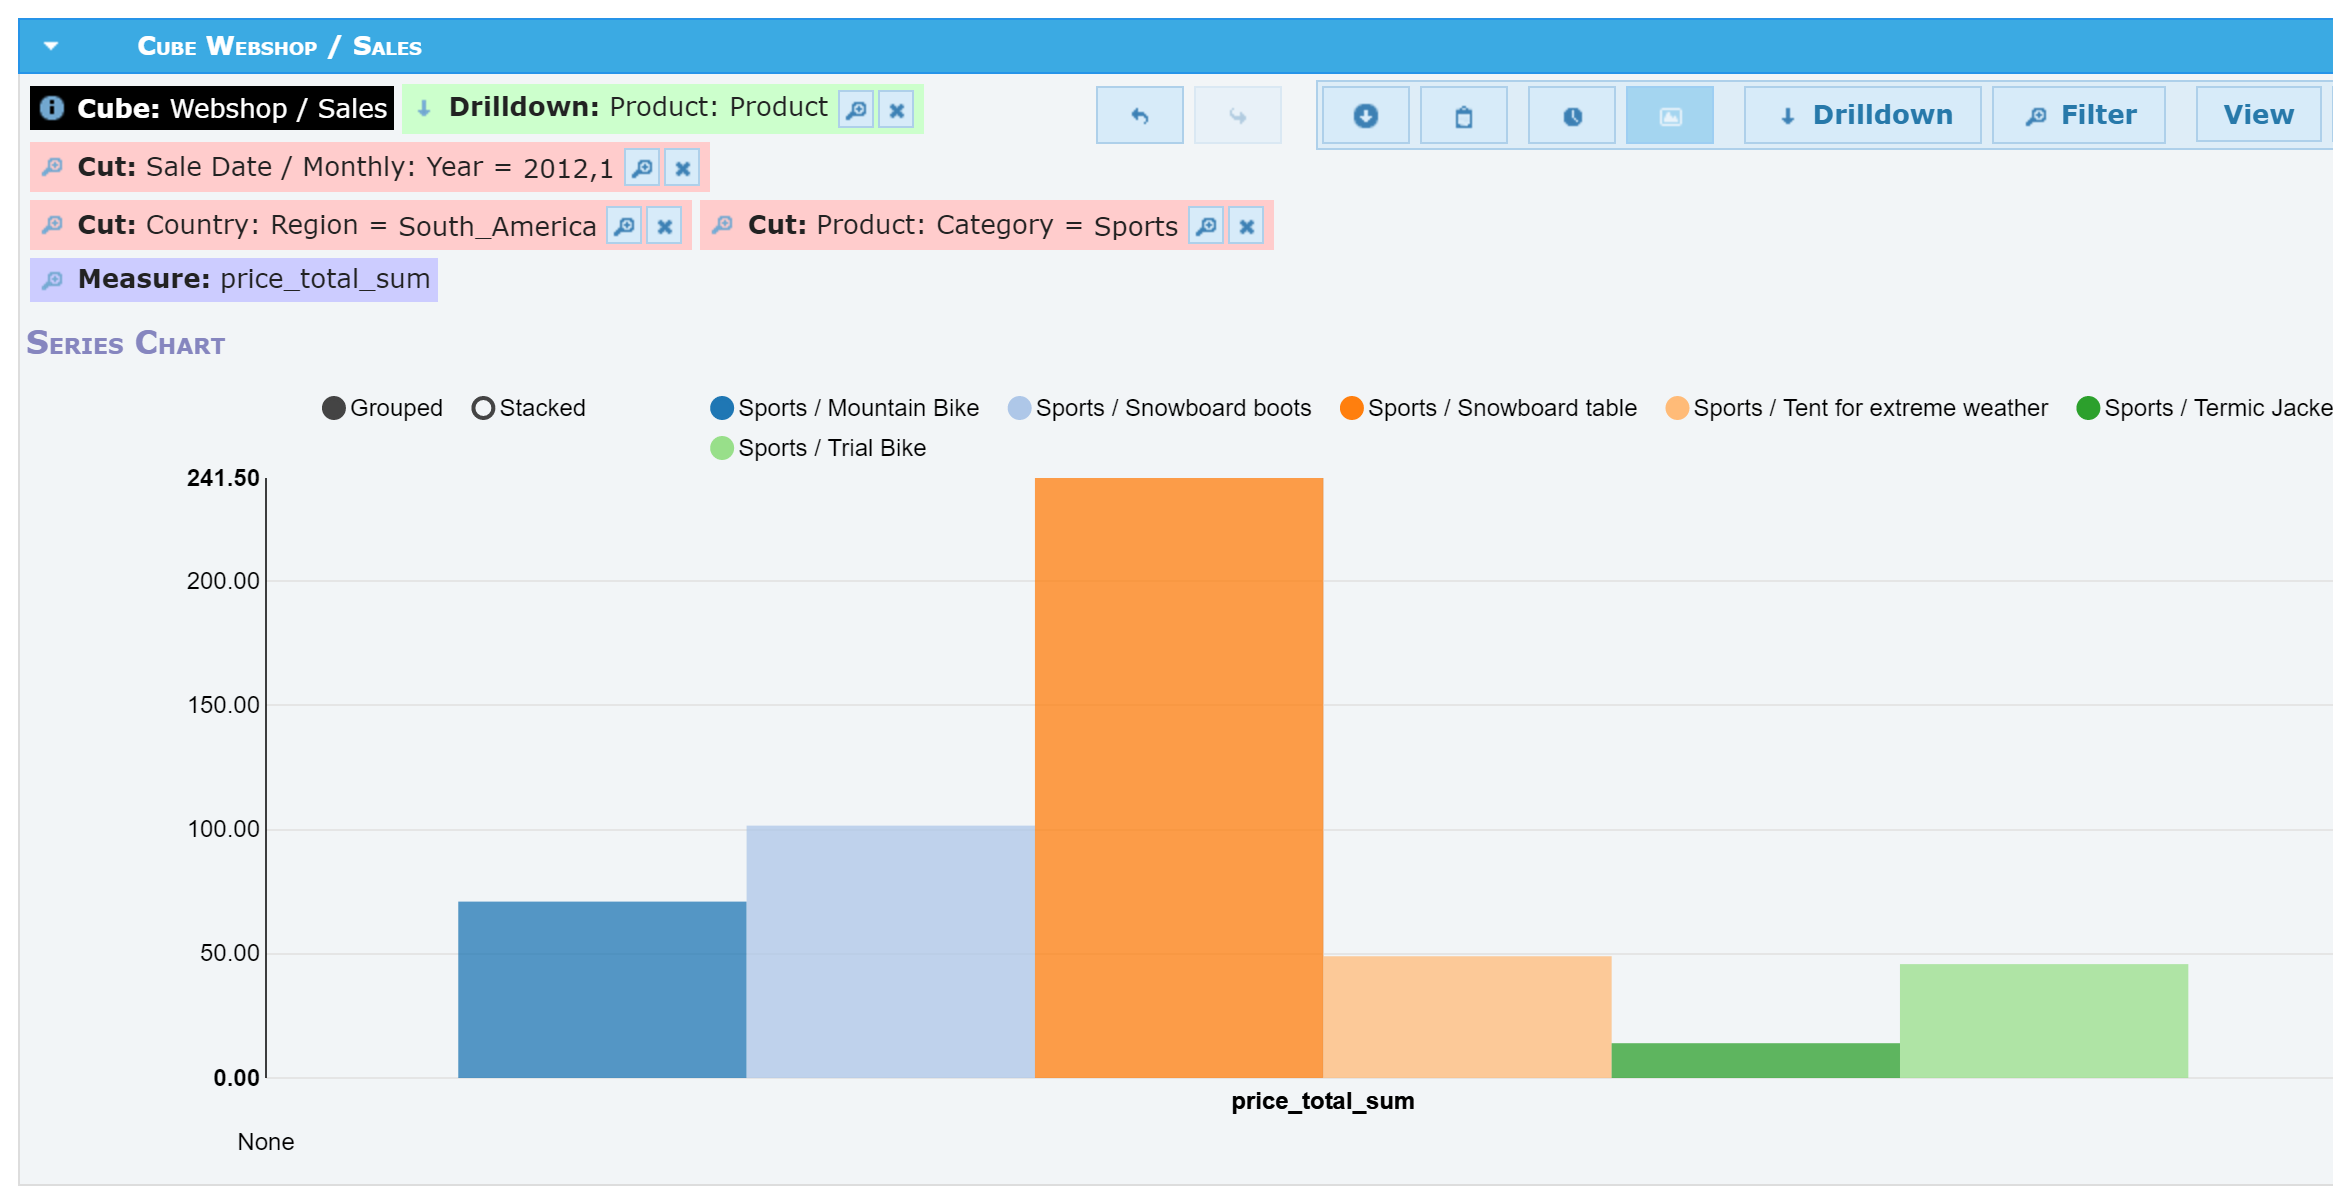 Cube Webshop / Sales
Cube: Webshop / Sales Drilldown: Product: Product Drilldown Filter View
Cut: Sale Date / Monthly: Year = 2012,1
Cut: Country: Region = South_America Cut: Product: Category = Sports
Measure: price_total_sum
Series Chart
Grouped Stacked Sports / Mountain Bike Sports / Snowboard boots Sports / Snowboard table Sports / Tent for extreme weather Sports / Termic Jacke
Sports / Trial Bike
241.50
200.00
150.00
100.00
50.00
0.00
price_total_sum
None